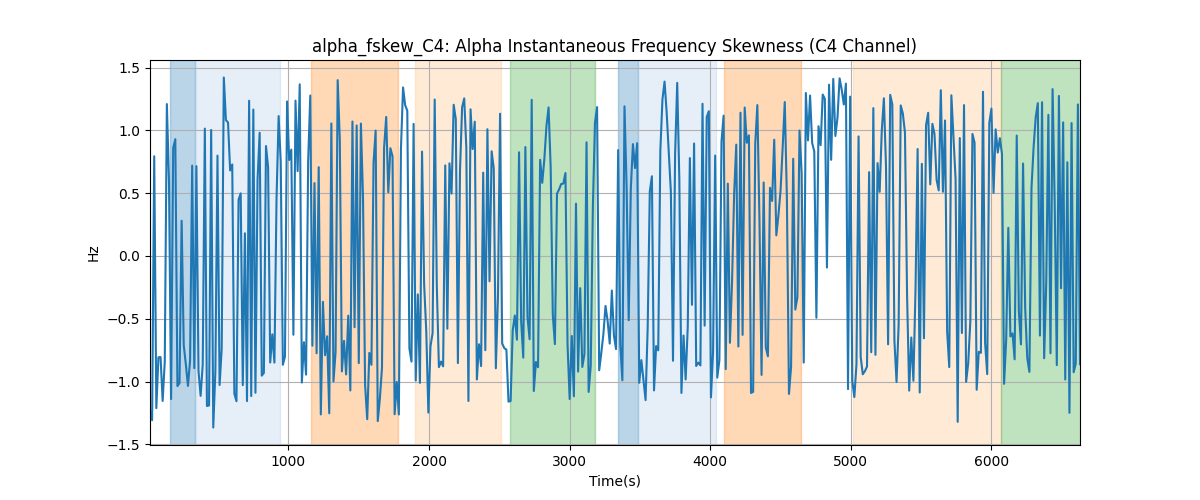 alpha_fskew_C4: Alpha Instantaneous Frequency Skewness (C4 Channel)
1.5
1.0
0.5
0.0
−0.5
−1.0
−1.5
Hz
1000 2000 3000 4000 5000 6000
Time(s)